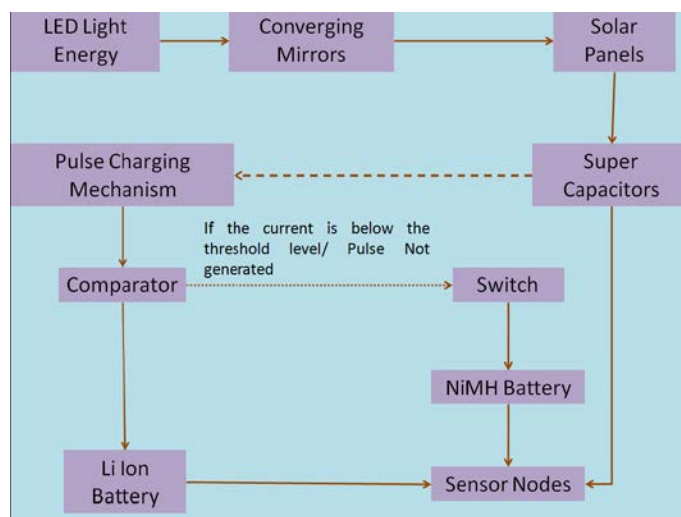 LED Light
Energy
Converging
Mirrors
Solar
Panels
Pulse Charging
Mechanism
Super
Capacitors
If the current is below the
threshold level/ Pulse Not
generated
Comparator
Switch
NiMH Battery
Li Ion
Battery
Sensor Nodes